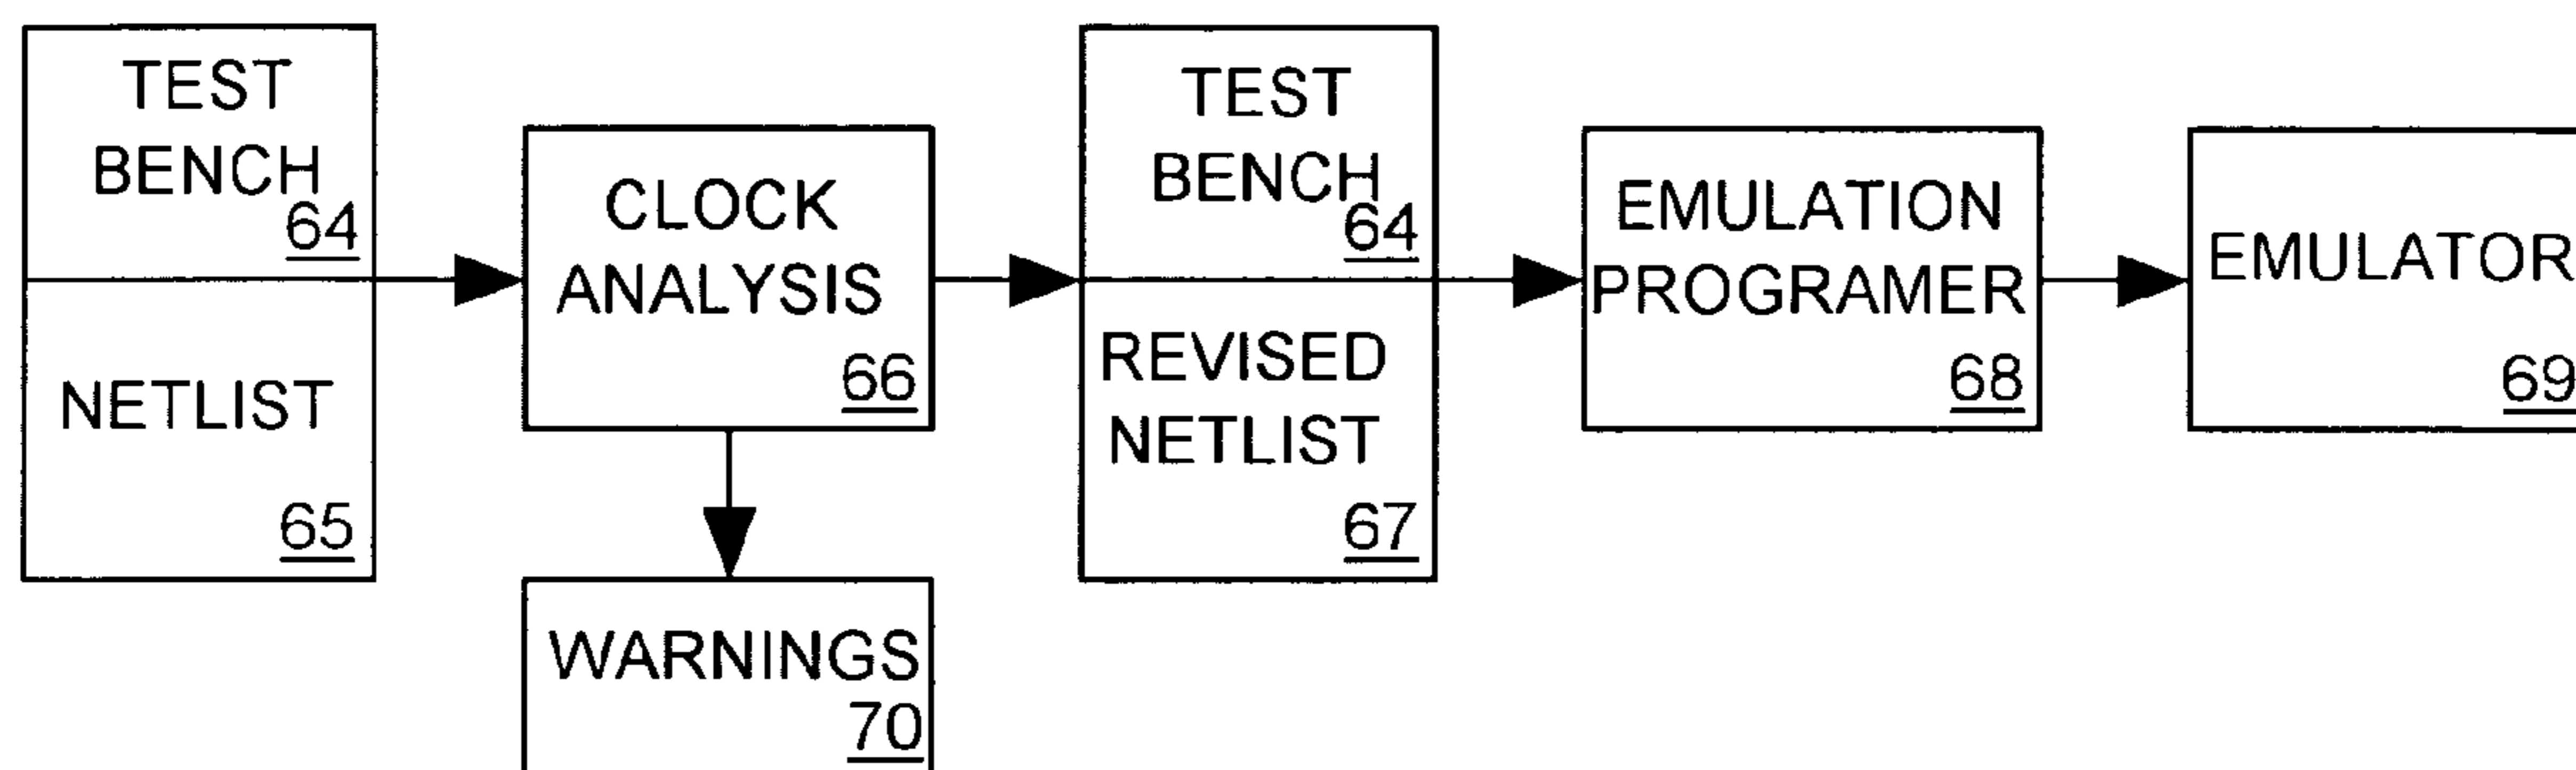 TEST
BENCH
64
NETLIST
65
CLOCK
ANALYSIS
66
WARNINGS
70
TEST
BENCH
64
REVISED
NETLIST
67
EMULATION
PROGRAMER
68
EMULATOR
69